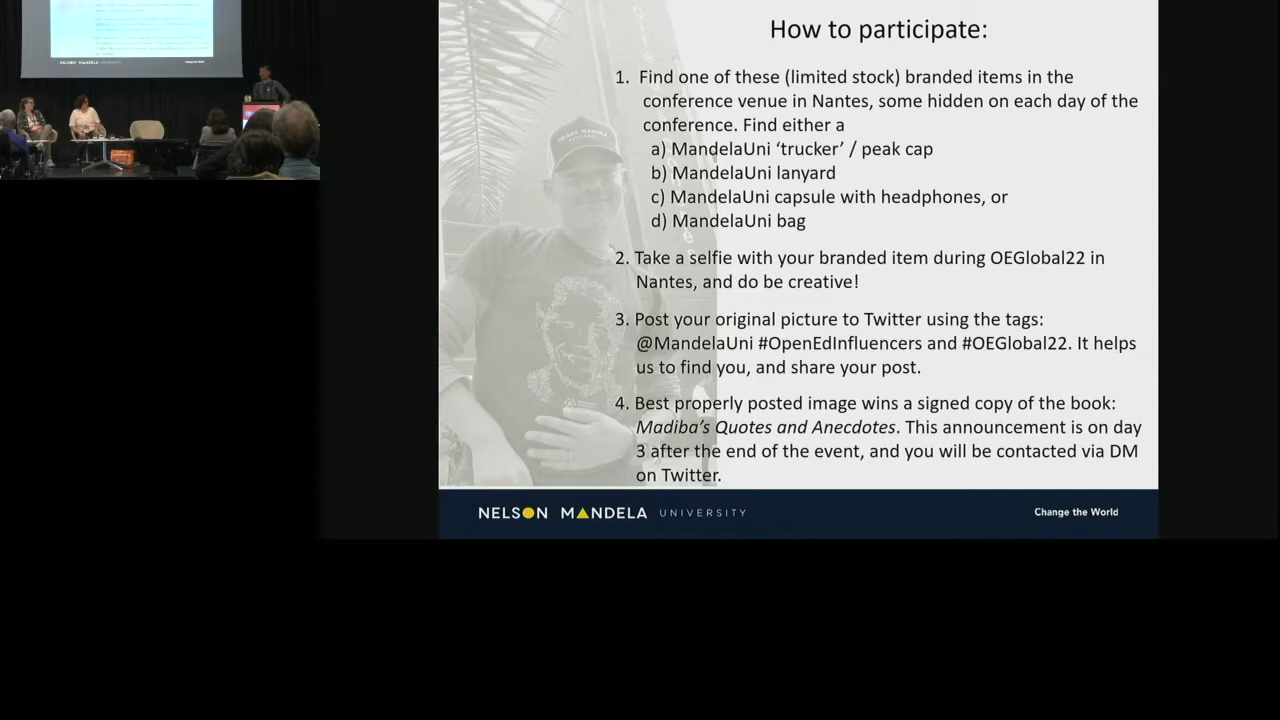 How to participate:
1. Find one of these (limited stock) branded items in the
conference venue in Nantes, some hidden on each day of the
conference. Find either a
a) MandelaUni ‘trucker’ / peak cap
b) MandelaUni lanyard
c) MandelaUni capsule with headphones, or
d) MandelaUni bag
2. Take a selfie with your branded item during OEGlobal22 in
Nantes, and do be creative!
3. Post your original picture to Twitter using the tags:
@MandelaUni #OpenEdInfluencers and #OEGlobal22. It helps
us to find you, and share your post.
4. Best properly posted image wins a signed copy of the book:
Madiba’s Quotes and Anecdotes. This announcement is on day
3 after the end of the event, and you will be contacted via DM
on Twitter.
NELSON MANDELA UNIVERSITY
Change the World
NELSON MANDELA UNIVERSITY